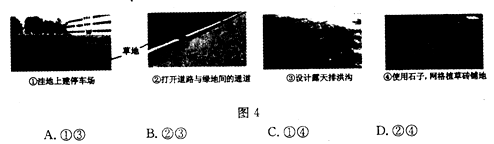 草地
①洼地上建停车场 ②打开道路与绿地间的通道 ③设计露天排洪沟 ④使用石子，网格植草砖铺地
图4
A. ①③ B. ②③ C. ①④ D. ②④